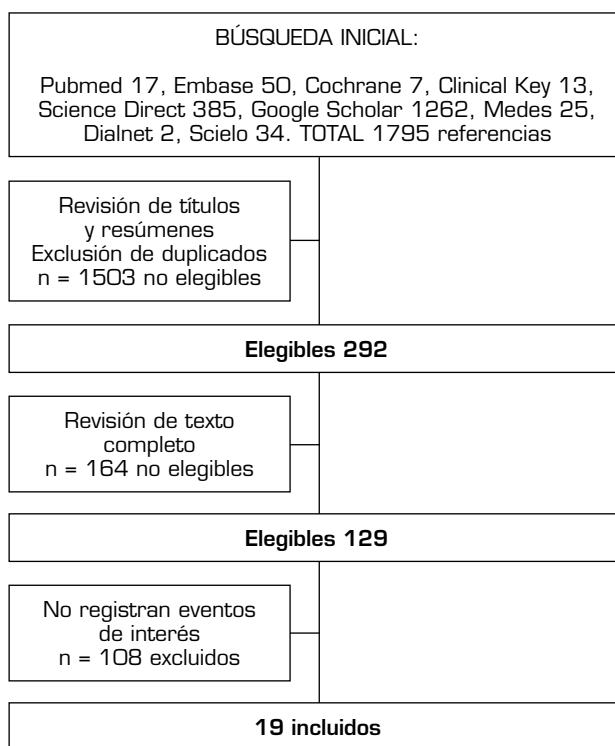 BÚSQUEDA INICIAL:
Pubmed 17, Embase 50, Cochrane 7, Clinical Key 13,
Science Direct 385, Google Scholar 1262, Medes 25,
Dialnet 2, Scielo 34. TOTAL 1795 referencias
Revisión de títulos
y resúmenes
Exclusión de duplicados
n = 1503 no elegibles
Elegibles 292
Revisión de texto
completo
n = 164 no elegibles
Elegibles 129
No registran eventos
de interés
n = 108 excluidos
19 incluidos